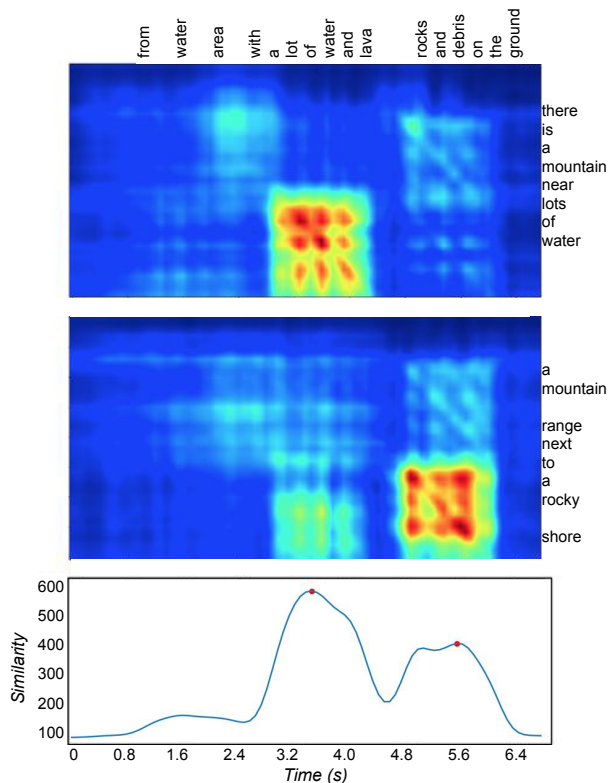 from water area with a lot of water and lava rocks and debris on the ground
there
is
a
mountain
near
lots
of
water
a
mountain
range
next
to
a
rocky
shore
600
500
400
300
200
100
Similarity
0 0.8 1.6 2.4 3.2 4.0 4.8 5.6 6.4
Time (s)